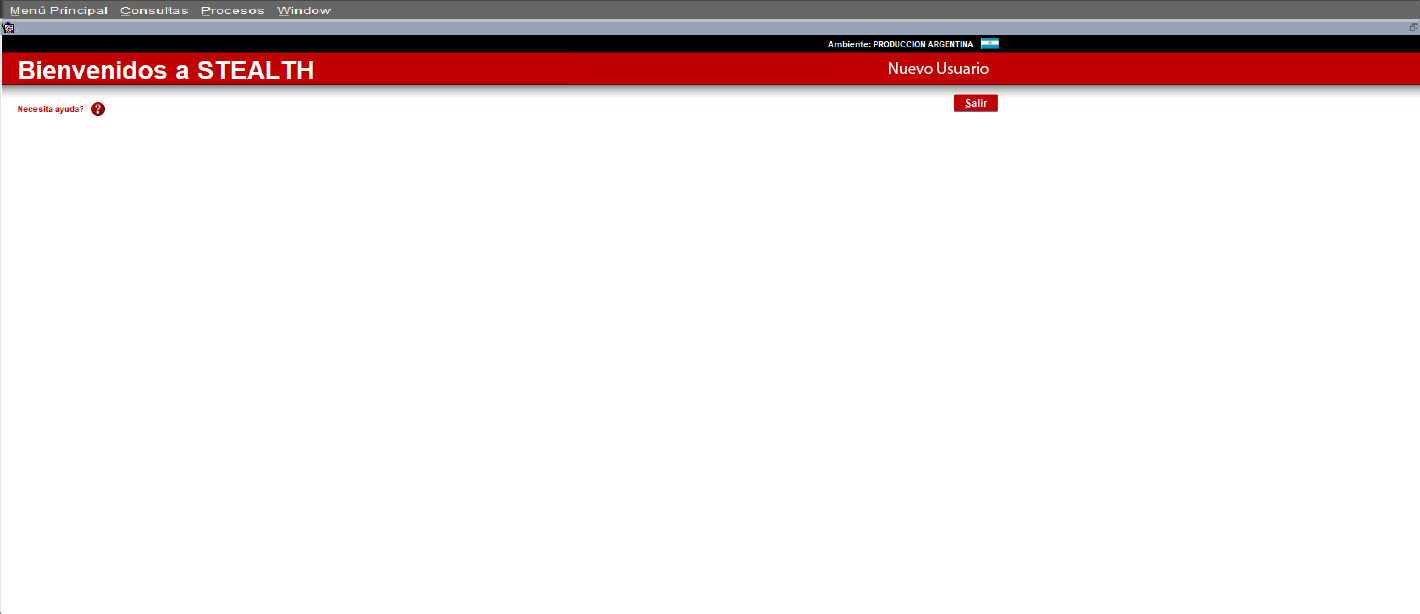 Menú Principal Consultas Procesos Window
Ambiente: PRODUCCION ARGENTINA
Bienvenidos a STEALTH
Nuevo Usuario
Necesita ayuda? ?
Salir